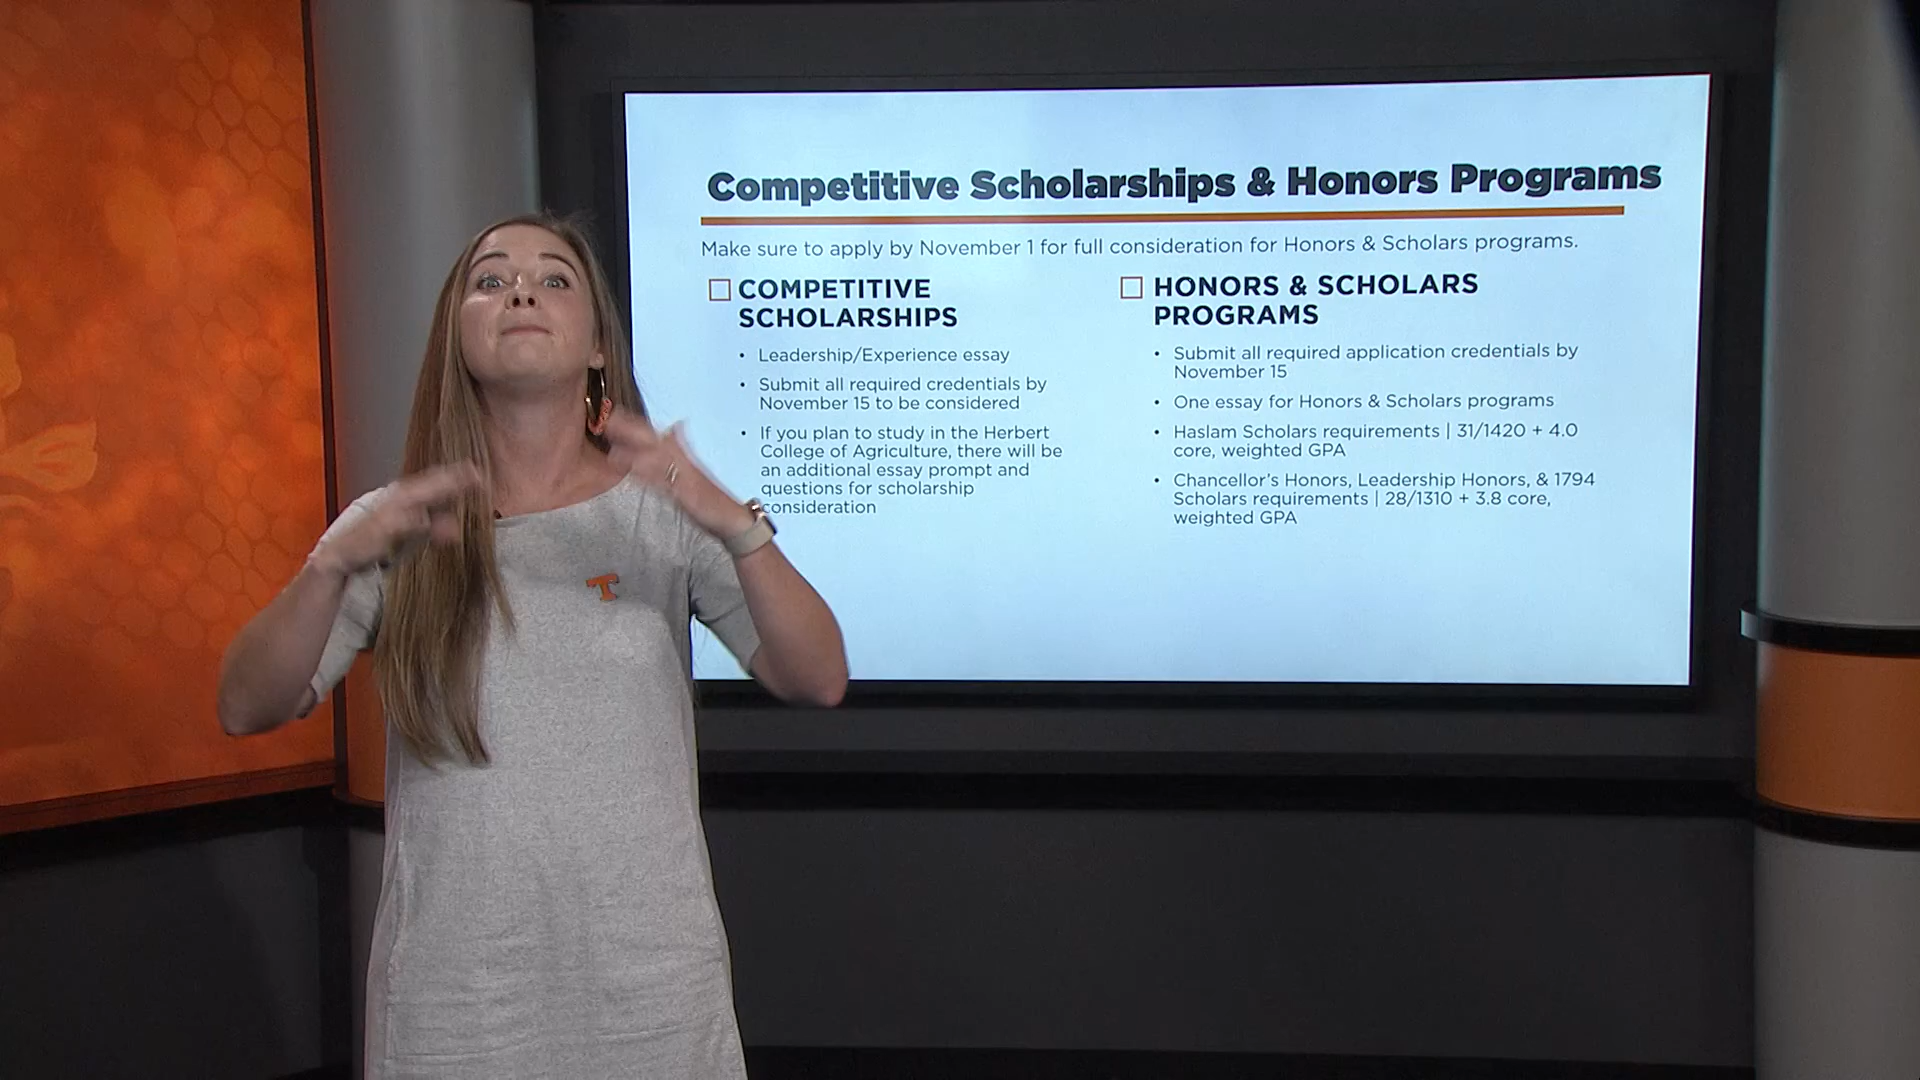 Competitive Scholarships & Honors Programs
Make sure to apply by November 1 for full consideration for Honors & Scholars programs.
COMPETITIVE
SCHOLARSHIPS
• Leadership/Experience essay
• Submit all required credentials by
November 15 to be considered
• If you plan to study in the Herbert
College of Agriculture, there will be
an additional essay prompt and
questions for scholarship
consideration
HONORS & SCHOLARS
PROGRAMS
• Submit all required application credentials by
November 15
• One essay for Honors & Scholars programs
• Haslam Scholars requirements | 31/1420 + 4.0
core, weighted GPA
• Chancellor's Honors, Leadership Honors, & 1794
Scholars requirements | 28/1310 + 3.8 core,
weighted GPA
T